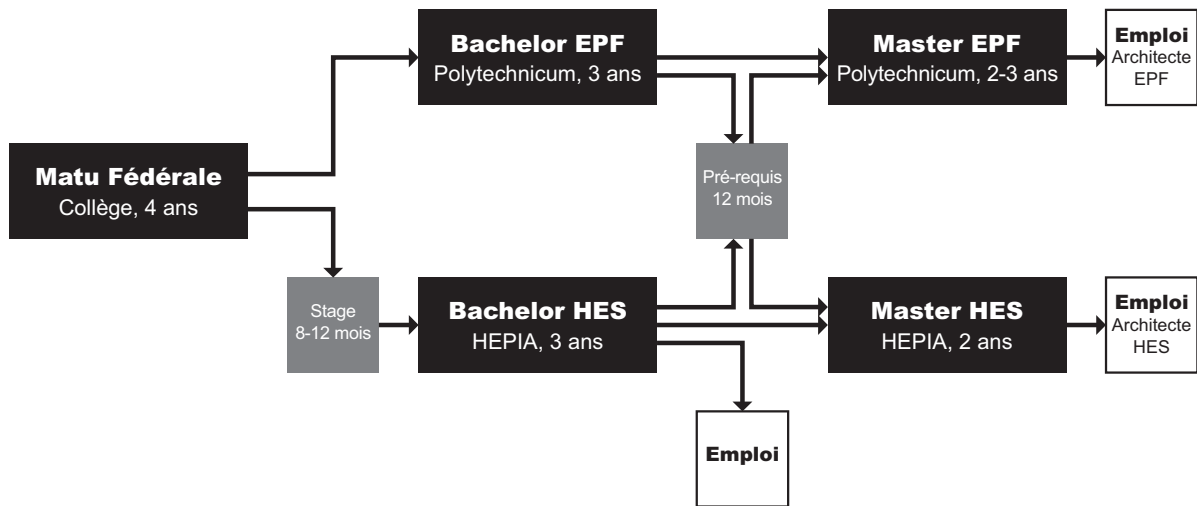 Bachelor EPF
Polytechnicum, 3 ans
Master EPF
Polytechnicum, 2-3 ans
Emploi
Architecte
EPF
Matu Fédérale
Collège, 4 ans
Pré-requis
12 mois
Stage
8-12 mois
Bachelor HES
HEPIA, 3 ans
Master HES
HEPIA, 2 ans
Emploi
Architecte
HES
Emploi